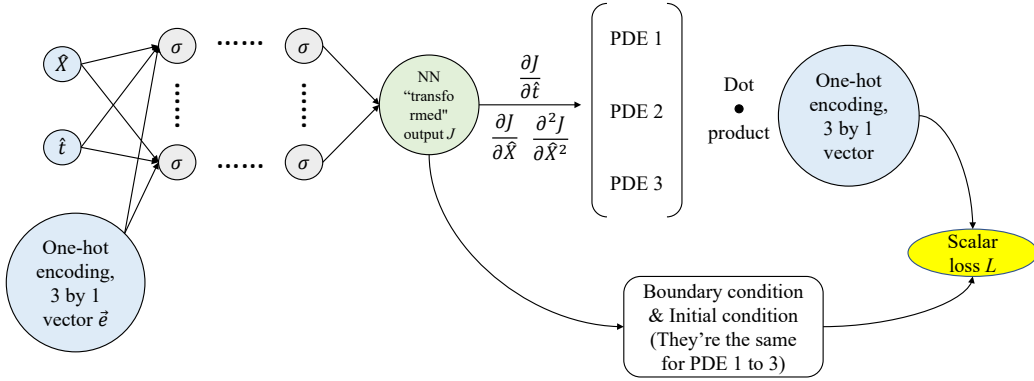 X̂
t̂
σ
......
σ
σ
......
σ
One-hot
encoding,
3 by 1
vector e⃗
NN
“transfo
rmed"
output J
∂J
∂t̂
∂J
∂X̂
∂²J
∂X̂²
PDE 1
PDE 2
PDE 3
Dot
•
product
One-hot
encoding,
3 by 1
vector
Scalar
loss L
Boundary condition
& Initial condition
(They’re the same
for PDE 1 to 3)